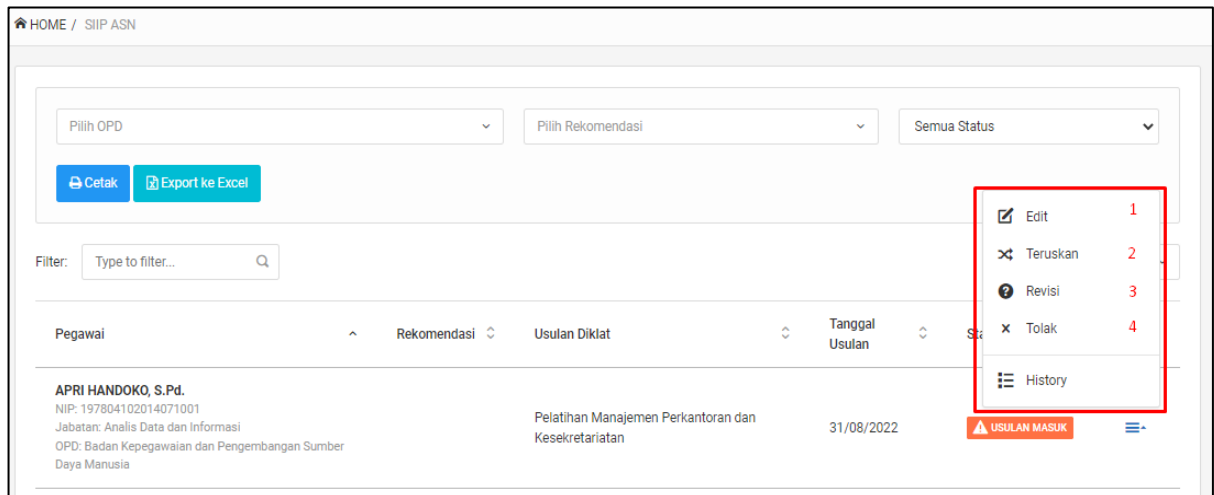 HOME / SIIP ASN
Pilih OPD
Pilih Rekomendasi
Semua Status
Cetak
Export ke Excel
Edit 1
Teruskan 2
Revisi 3
Tolak 4
History
Filter:
Type to filter...
Pegawai
Rekomendasi
Usulan Diklat
Tanggal
Usulan
APRI HANDOKO, S.Pd.
NIP: 197804102014071001
Jabatan: Analis Data dan Informasi
OPD: Badan Kepegawaian dan Pengembangan Sumber
Daya Manusia
Pelatihan Manajemen Perkantoran dan
Kesekretariatan
31/08/2022
USULAN MASUK